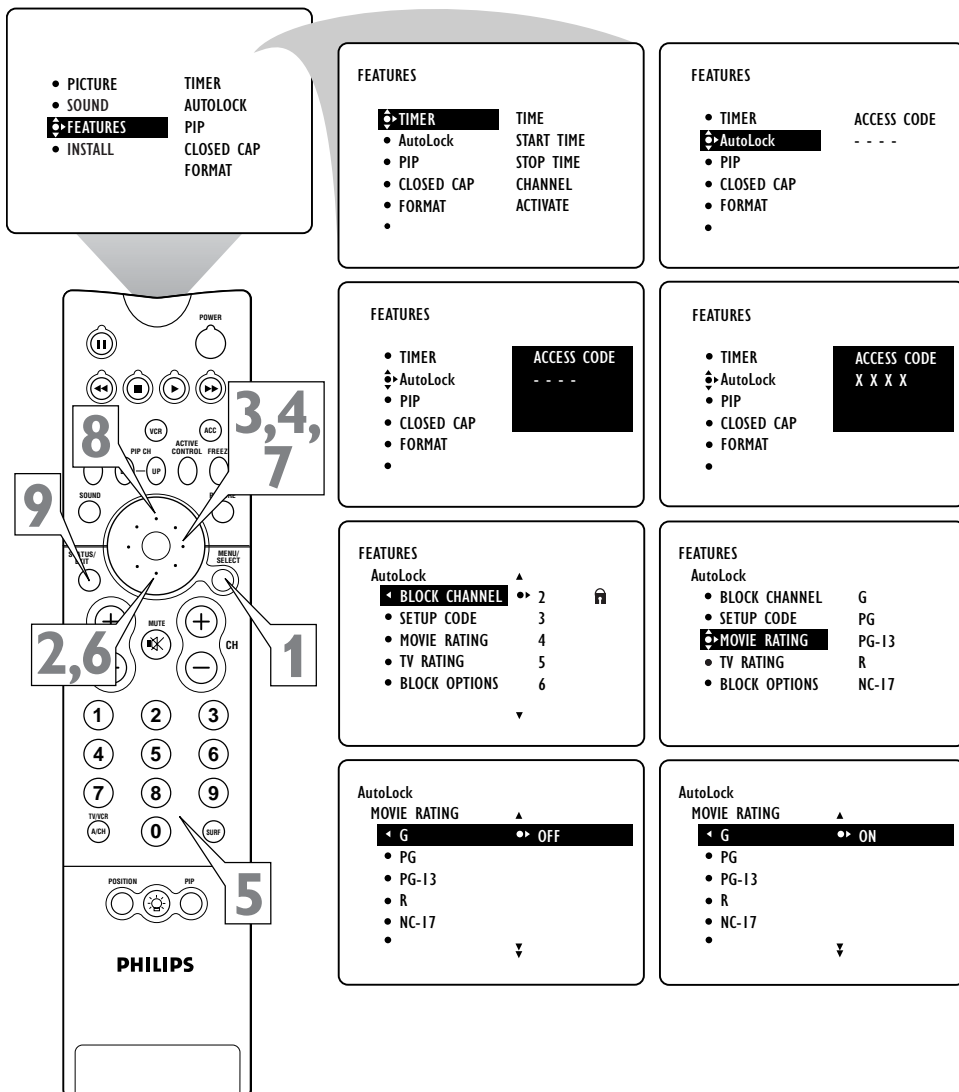 PICTURE TIMER
SOUND AUTOLOCK
FEATURES PIP
INSTALL CLOSED CAP
FORMAT
FEATURES
TIMER TIME
AutoLock START TIME
PIP STOP TIME
CLOSED CAP CHANNEL
FORMAT ACTIVATE
FEATURES
TIMER ACCESS CODE
AutoLock - - - -
PIP
CLOSED CAP
FORMAT
FEATURES
TIMER ACCESS CODE
AutoLock - - - -
PIP
CLOSED CAP
FORMAT
FEATURES
TIMER ACCESS CODE
AutoLock X X X X
PIP
CLOSED CAP
FORMAT
FEATURES
AutoLock
BLOCK CHANNEL 2
SETUP CODE 3
MOVIE RATING 4
TV RATING 5
BLOCK OPTIONS 6
FEATURES
AutoLock
BLOCK CHANNEL G
SETUP CODE PG
MOVIE RATING PG-13
TV RATING R
BLOCK OPTIONS NC-17
AutoLock
MOVIE RATING
G OFF
PG
PG-13
R
NC-17
AutoLock
MOVIE RATING
G ON
PG
PG-13
R
NC-17
POWER
VCR ACC
PIP CH ACTIVE CONTROL
UP
SOUND
MENU/
SELECT
MUTE
CH
1 2 3
4 5 6
7 8 9
TV/VCR
A/CH 0 SURF
POSITION PIP
PHILIPS
8
3,4,
7
9
2,6
1
5